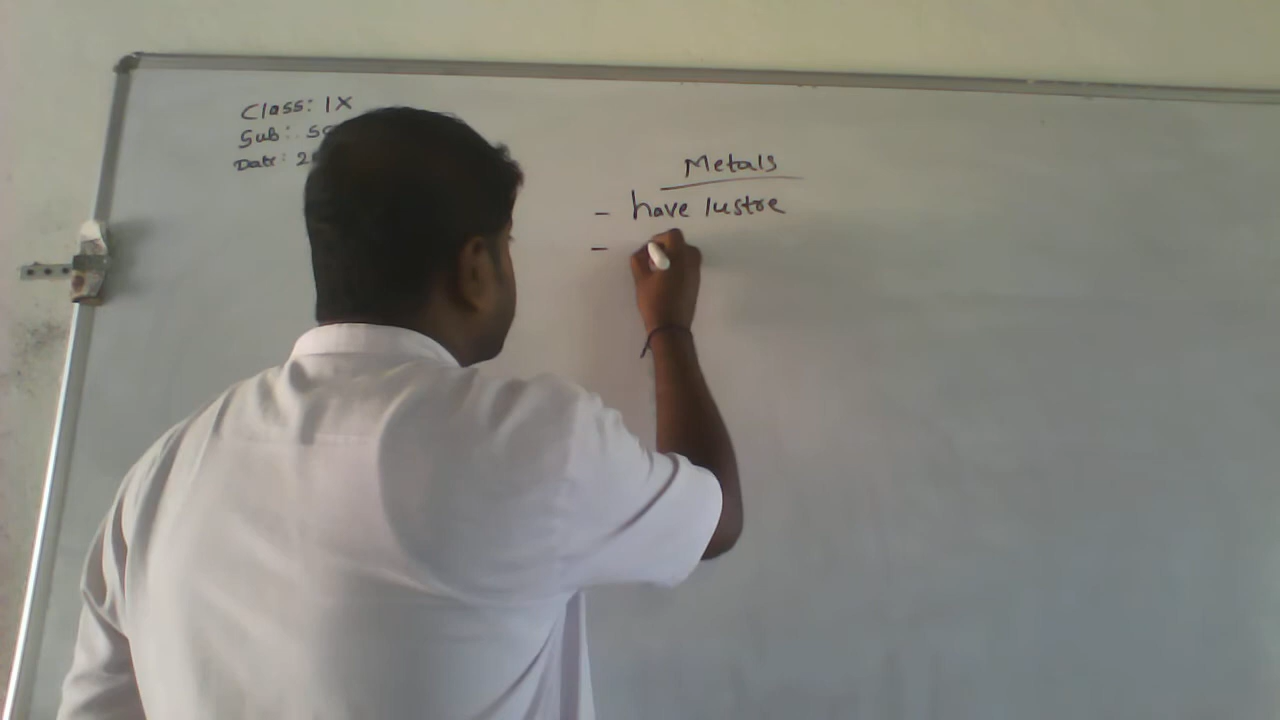 Class: IX
Sub:
Date:
Metals
- have lustre
-